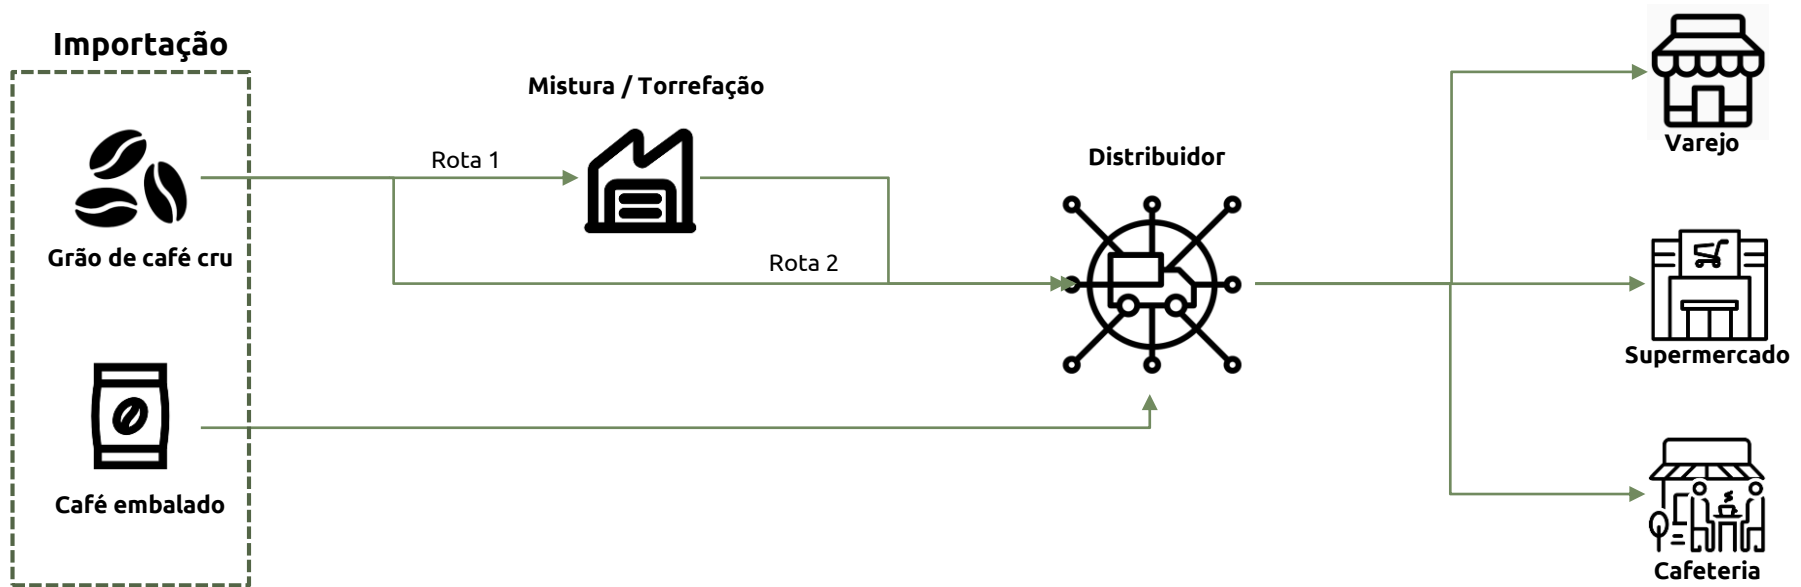 Importação
Mistura / Torrefação
Varejo
Rota 1
Distribuidor
Grão de café cru
Rota 2
Supermercado
Café embalado
Cafeteria